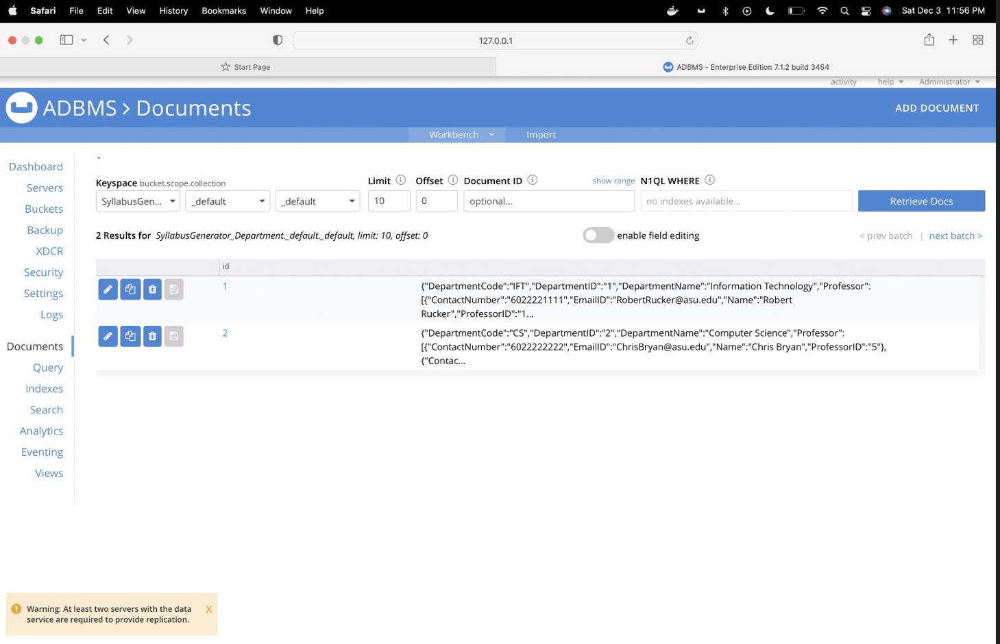 Safari File Edit View History Bookmarks Window Help Sat Dec 3 11:56 PM
127.0.0.1
Start Page ADBMS - Enterprise Edition 7.1.2 build 3454
activity help Administrator
ADBMS > Documents ADD DOCUMENT
Workbench Import
Dashboard
Servers
Buckets
Backup
XDCR
Security
Settings
Logs
Documents
Query
Indexes
Search
Analytics
Eventing
Views
`
Keyspace bucket.scope.collection Limit Offset Document ID show range N1QL WHERE
SyllabusGen... _default _default 10 0 optional... no indexes available... Retrieve Docs
2 Results for SyllabusGenerator_Department._default._default, limit: 10, offset: 0 enable field editing < prev batch | next batch >
id
1 {"DepartmentCode":"IFT","DepartmentID":"1","DepartmentName":"Information Technology","Professor":
[{"ContactNumber":"6022221111","EmailID":"RobertRucker@asu.edu","Name":"Robert
Rucker","ProfessorID":"1...
2 {"DepartmentCode":"CS","DepartmentID":"2","DepartmentName":"Computer Science","Professor":
[{"ContactNumber":"6022222222","EmailID":"ChrisBryan@asu.edu","Name":"Chris Bryan","ProfessorID":"5"},
{"Contac...
Warning: At least two servers with the data X
service are required to provide replication.